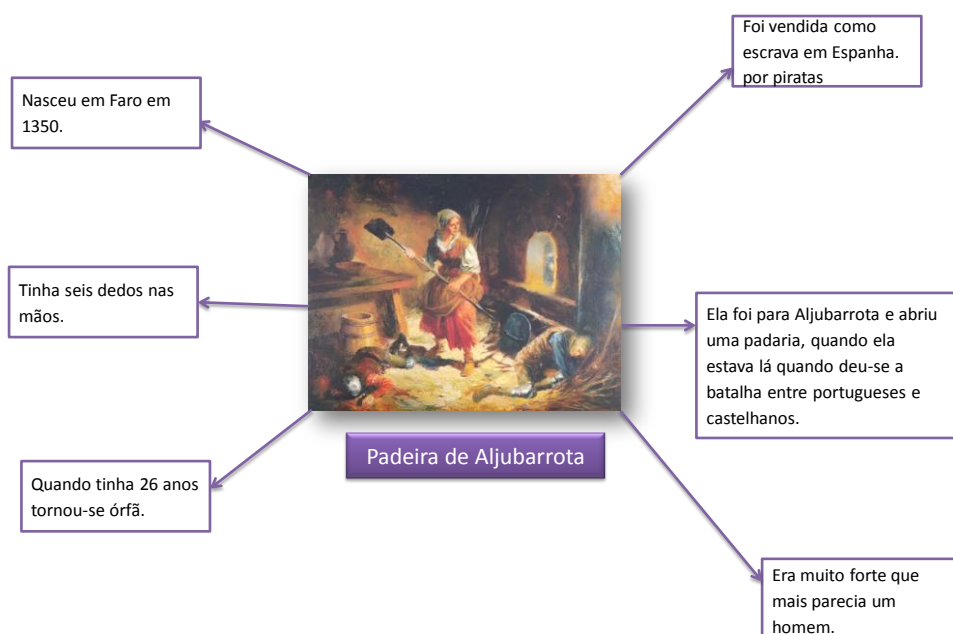 Foi vendida como
escrava em Espanha.
por piratas
Nasceu em Faro em
1350.
Tinha seis dedos nas
mãos.
Ela foi para Aljubarrota e abriu
uma padaria, quando ela
estava lá quando deu-se a
batalha entre portugueses e
castelhanos.
Padeira de Aljubarrota
Quando tinha 26 anos
tornou-se órfã.
Era muito forte que
mais parecia um
homem.